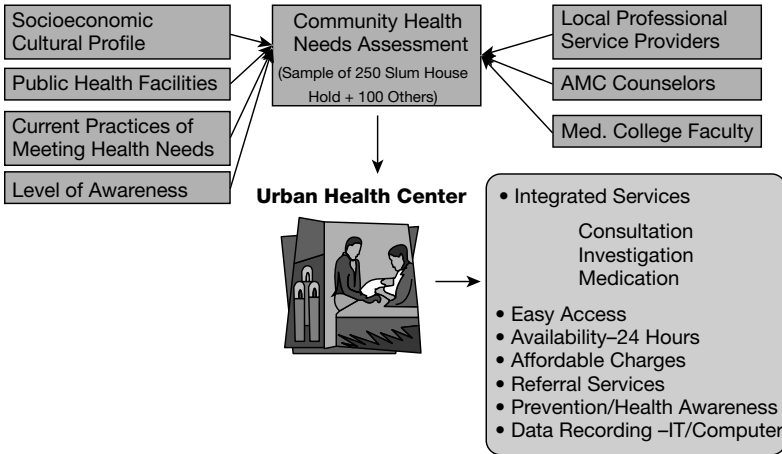 Socioeconomic
Cultural Profile
Public Health Facilities
Current Practices of
Meeting Health Needs
Level of Awareness
Community Health
Needs Assessment
(Sample of 250 Slum House
Hold + 100 Others)
Local Professional
Service Providers
AMC Counselors
Med. College Faculty
Urban Health Center
• Integrated Services
Consultation
Investigation
Medication
• Easy Access
• Availability–24 Hours
• Affordable Charges
• Referral Services
• Prevention/Health Awareness
• Data Recording –IT/Computer